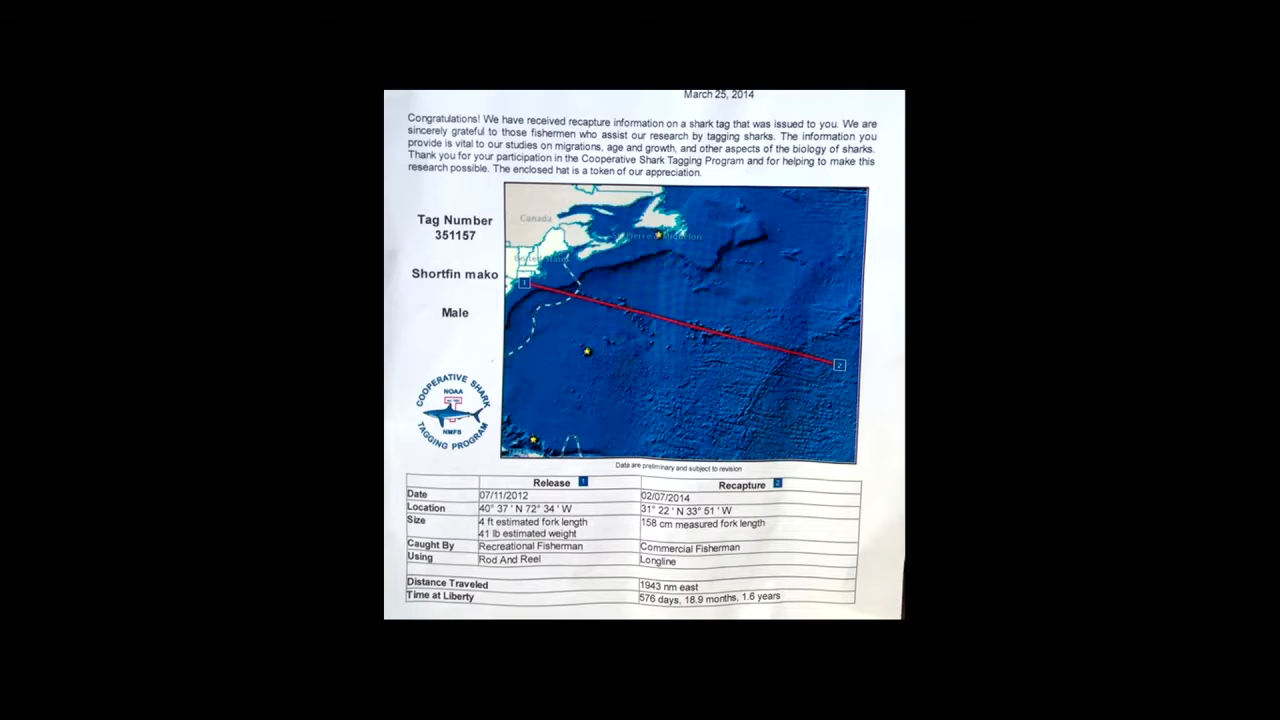 March 25, 2014
Congratulations! We have received recapture information on a shark tag that was issued to you. We are
sincerely grateful to those fishermen who assist our research by tagging sharks. The information you
provide is vital to our studies on migrations, age and growth, and other aspects of the biology of sharks.
Thank you for your participation in the Cooperative Shark Tagging Program and for helping to make this
research possible. The enclosed hat is a token of our appreciation.
Tag Number
351157
Shortfin mako
Male
Canada
Pierre & Miquelon
United States
1
2
COOPERATIVE SHARK
NOAA
NMFS
TAGGING PROGRAM
Data are preliminary and subject to revision
Release 1 Recapture 2
Date 07/11/2012 02/07/2014
Location 40° 37 ' N 72° 34 ' W 31° 22 ' N 33° 51 ' W
Size 4 ft estimated fork length 158 cm measured fork length
41 lb estimated weight
Caught By Recreational Fisherman Commercial Fisherman
Using Rod And Reel Longline
Distance Traveled 1943 nm east
Time at Liberty 576 days, 18.9 months, 1.6 years